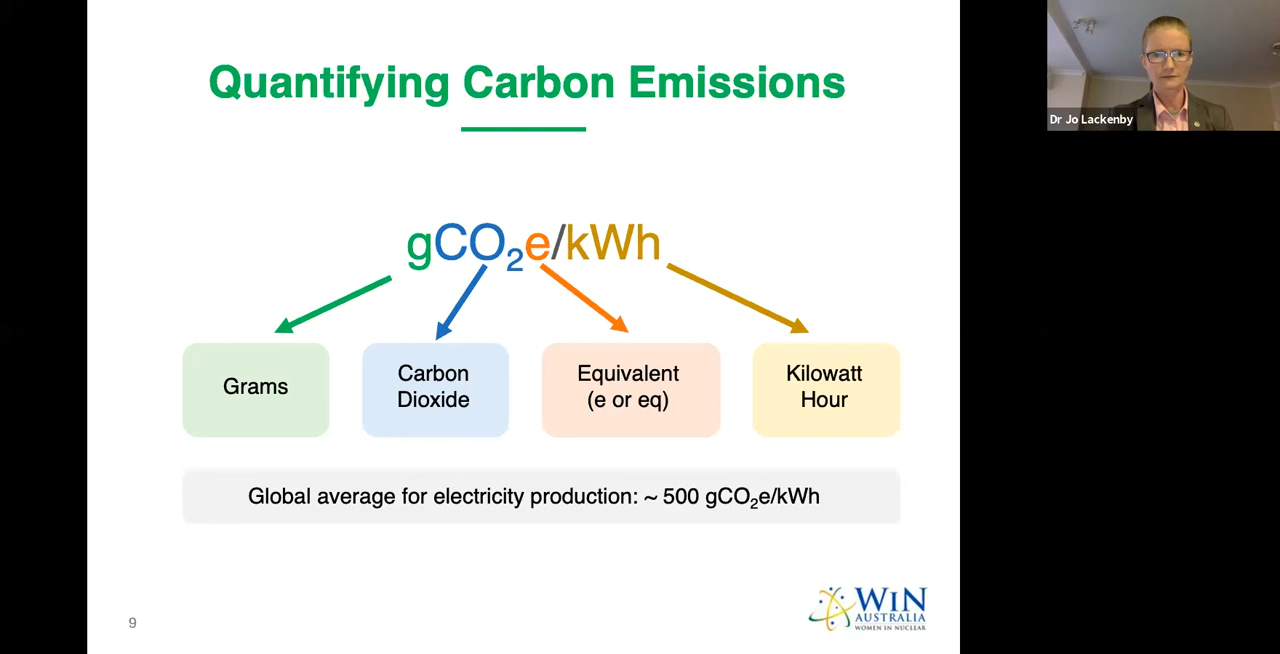 Quantifying Carbon Emissions
Dr Jo Lackenby
gCO₂e/kWh
Grams
Carbon
Dioxide
Equivalent
(e or eq)
Kilowatt
Hour
Global average for electricity production: ~ 500 gCO₂e/kWh
9
WiN
AUSTRALIA
WOMEN IN NUCLEAR